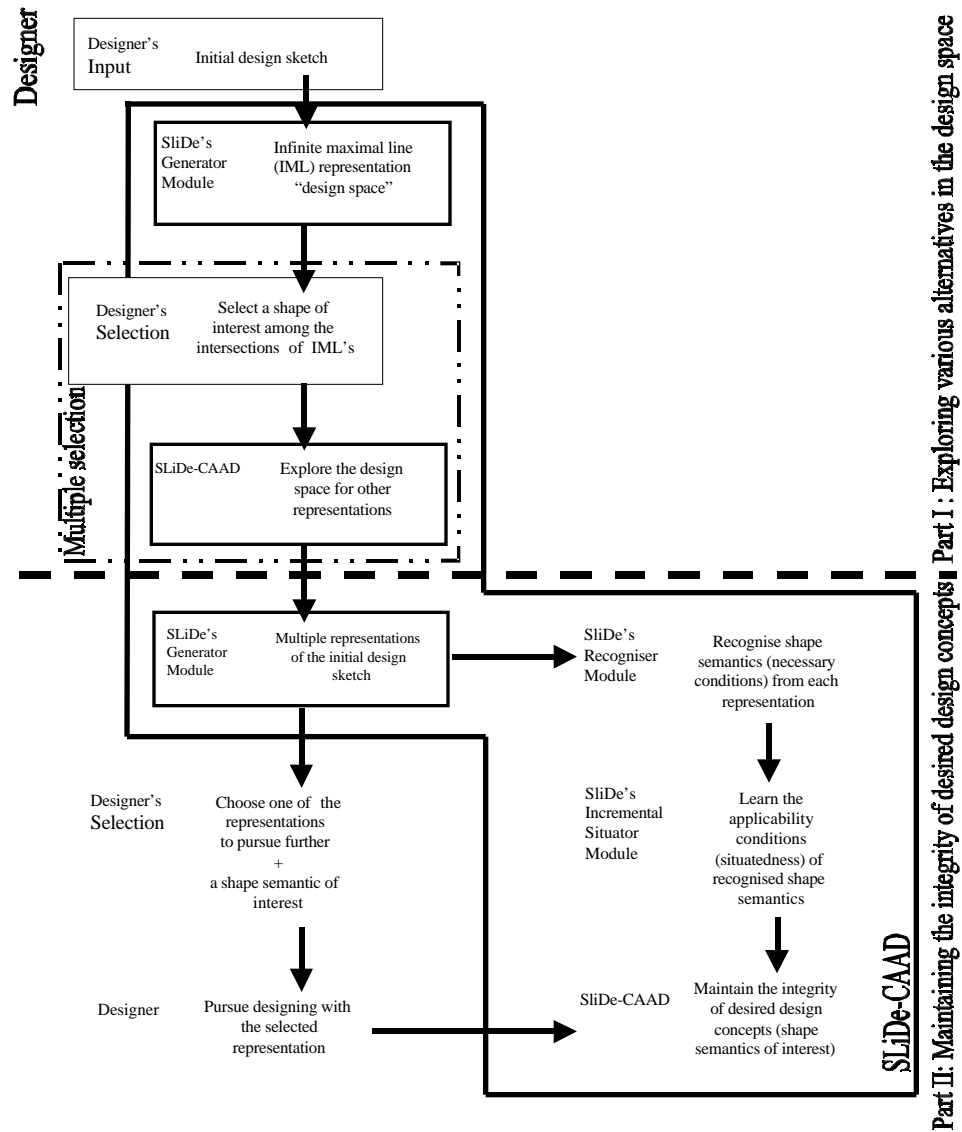 Designer
Designer's
Input
Initial design sketch
SliDe's
Generator
Module
Infinite maximal line
(IML) representation
“design space”
Designer's
Selection
Select a shape of
interest among the
intersections of IML's
Multiple selection
SLiDe-CAAD
Explore the design
space for other
representations
Part I : Exploring various alternatives in the design space
SLiDe's
Generator
Module
Multiple representations
of the initial design
sketch
SliDe's
Recogniser
Module
Recognise shape
semantics (necessary
conditions) from each
representation
Designer's
Selection
Choose one of the
representations
to pursue further
+
a shape semantic of
interest
SliDe's
Incremental
Situator
Module
Learn the
applicability
conditions
(situatedness) of
recognised shape
semantics
Designer
Pursue designing with
the selected
representation
SliDe-CAAD
Maintain the integrity
of desired design
concepts (shape
semantics of interest)
SLiDe-CAAD
Part II: Maintaining the integrity of desired design concepts